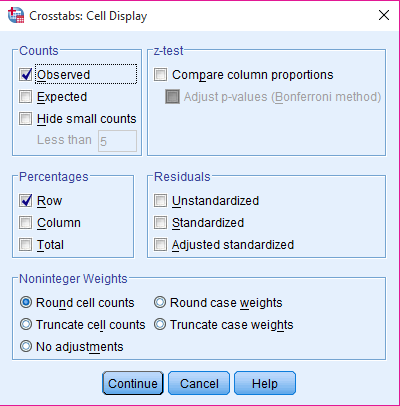 Crosstabs: Cell Display
Counts
Observed
Expected
Hide small counts
Less than 5
z-test
Compare column proportions
Adjust p-values (Bonferroni method)
Percentages
Row
Column
Total
Residuals
Unstandardized
Standardized
Adjusted standardized
Noninteger Weights
Round cell counts Round case weights
Truncate cell counts Truncate case weights
No adjustments
Continue Cancel Help